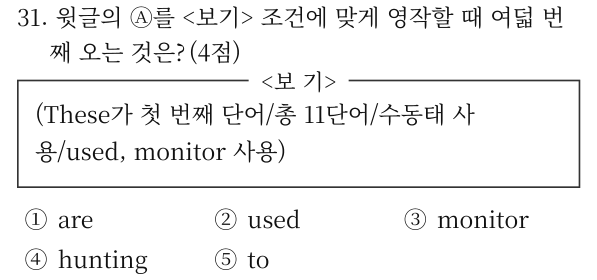 31. 윗글의 Ⓐ를 <보기> 조건에 맞게 영작할 때 여덟 번
째 오는 것은? (4점)
<보 기>
(These가 첫 번째 단어/총 11단어/수동태 사
용/used, monitor 사용)
① are ② used ③ monitor
④ hunting ⑤ to